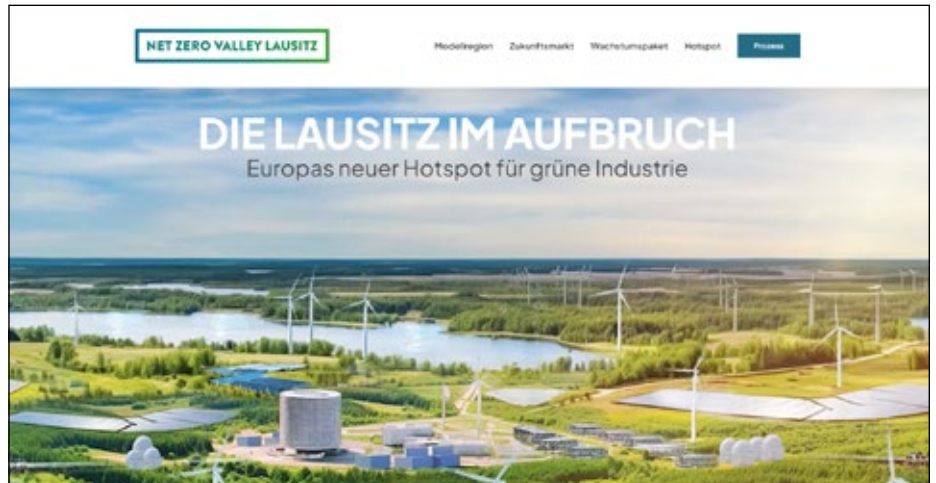 NET ZERO VALLEY LAUSITZ
Modellregion Zukunftsmarkt Wachstumspaket Hotspot Prozess
DIE LAUSITZ IM AUFBRUCH
Europas neuer Hotspot für grüne Industrie